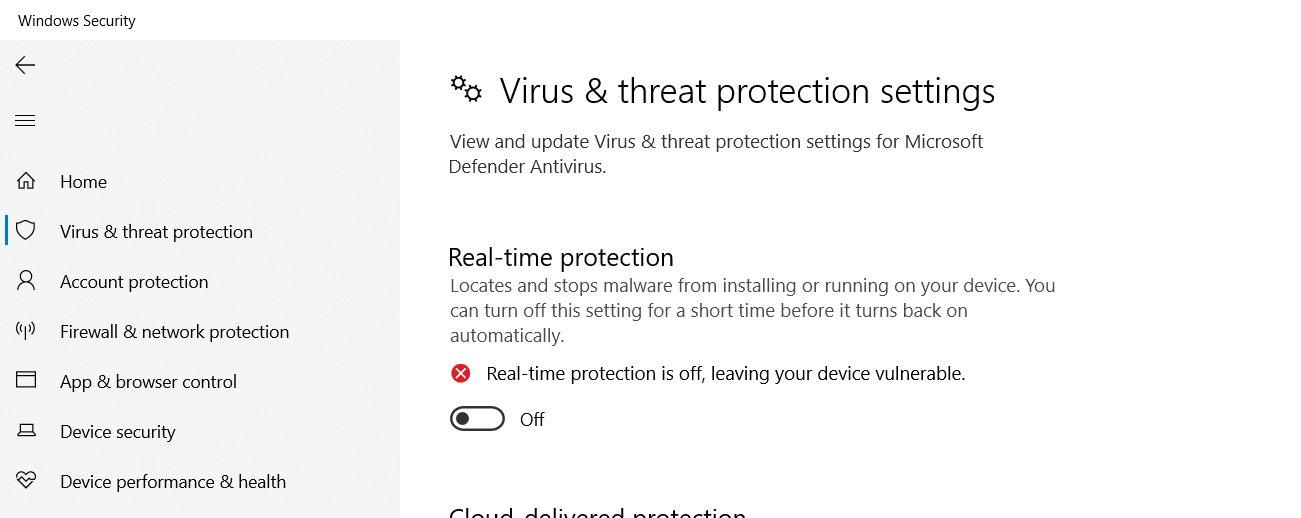 Windows Security
Home
Virus & threat protection
Account protection
Firewall & network protection
App & browser control
Device security
Device performance & health
Virus & threat protection settings
View and update Virus & threat protection settings for Microsoft
Defender Antivirus.
Real-time protection
Locates and stops malware from installing or running on your device. You
can turn off this setting for a short time before it turns back on
automatically.
Real-time protection is off, leaving your device vulnerable.
Off
Cloud-delivered protection